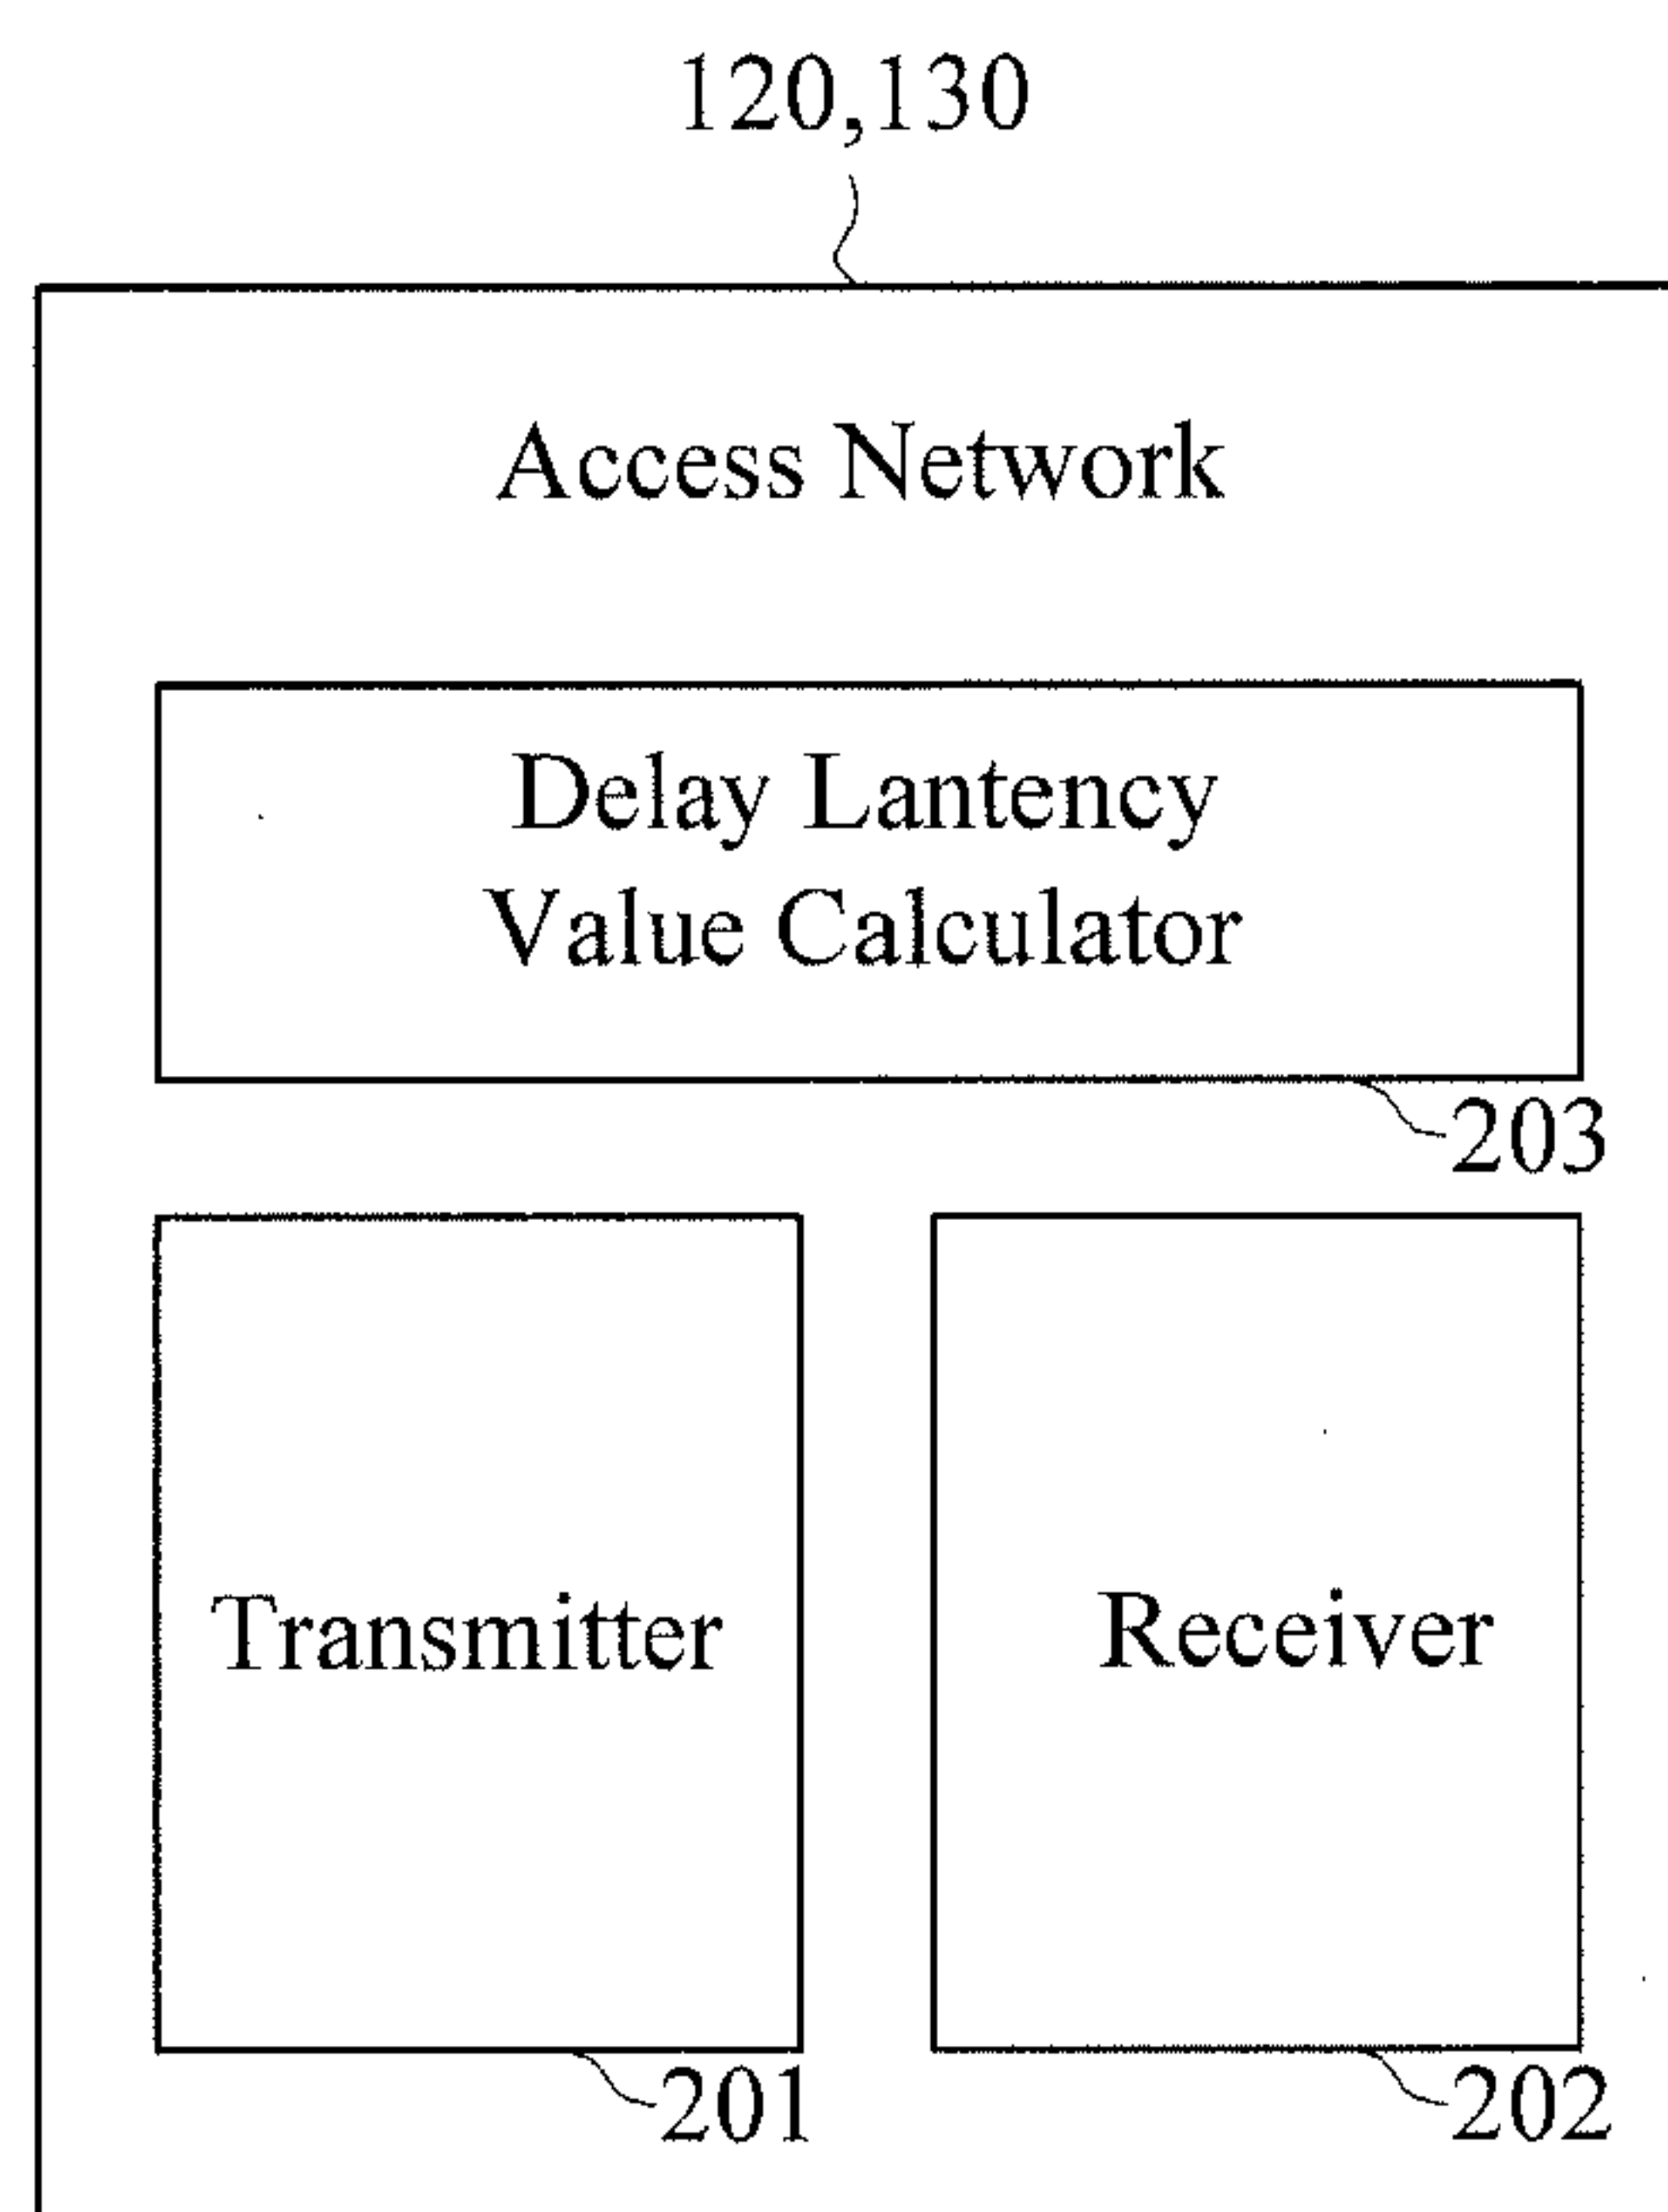 120,130
Access Network
Delay Lantency
Value Calculator
203
Transmitter
Receiver
201
202